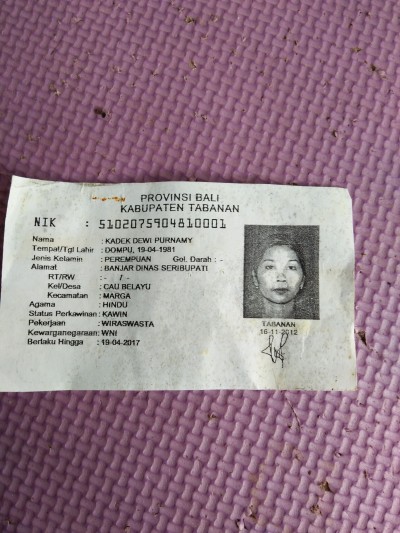 PROVINSI BALI
KABUPATEN TABANAN
NIK : 5102075904810001
Nama : KADEK DEWI PURNAMY
Tempat/Tgl Lahir : DOMPU, 19-04-1981
Jenis Kelamin : PEREMPUAN Gol. Darah : -
Alamat : BANJAR DINAS SERIBUPATI
RT/RW : - / -
Kel/Desa : CAU BELAYU
Kecamatan : MARGA
Agama : HINDU
Status Perkawinan : KAWIN
Pekerjaan : WIRASWASTA
Kewarganegaraan : WNI
Berlaku Hingga : 19-04-2017
TABANAN
16-11-2012